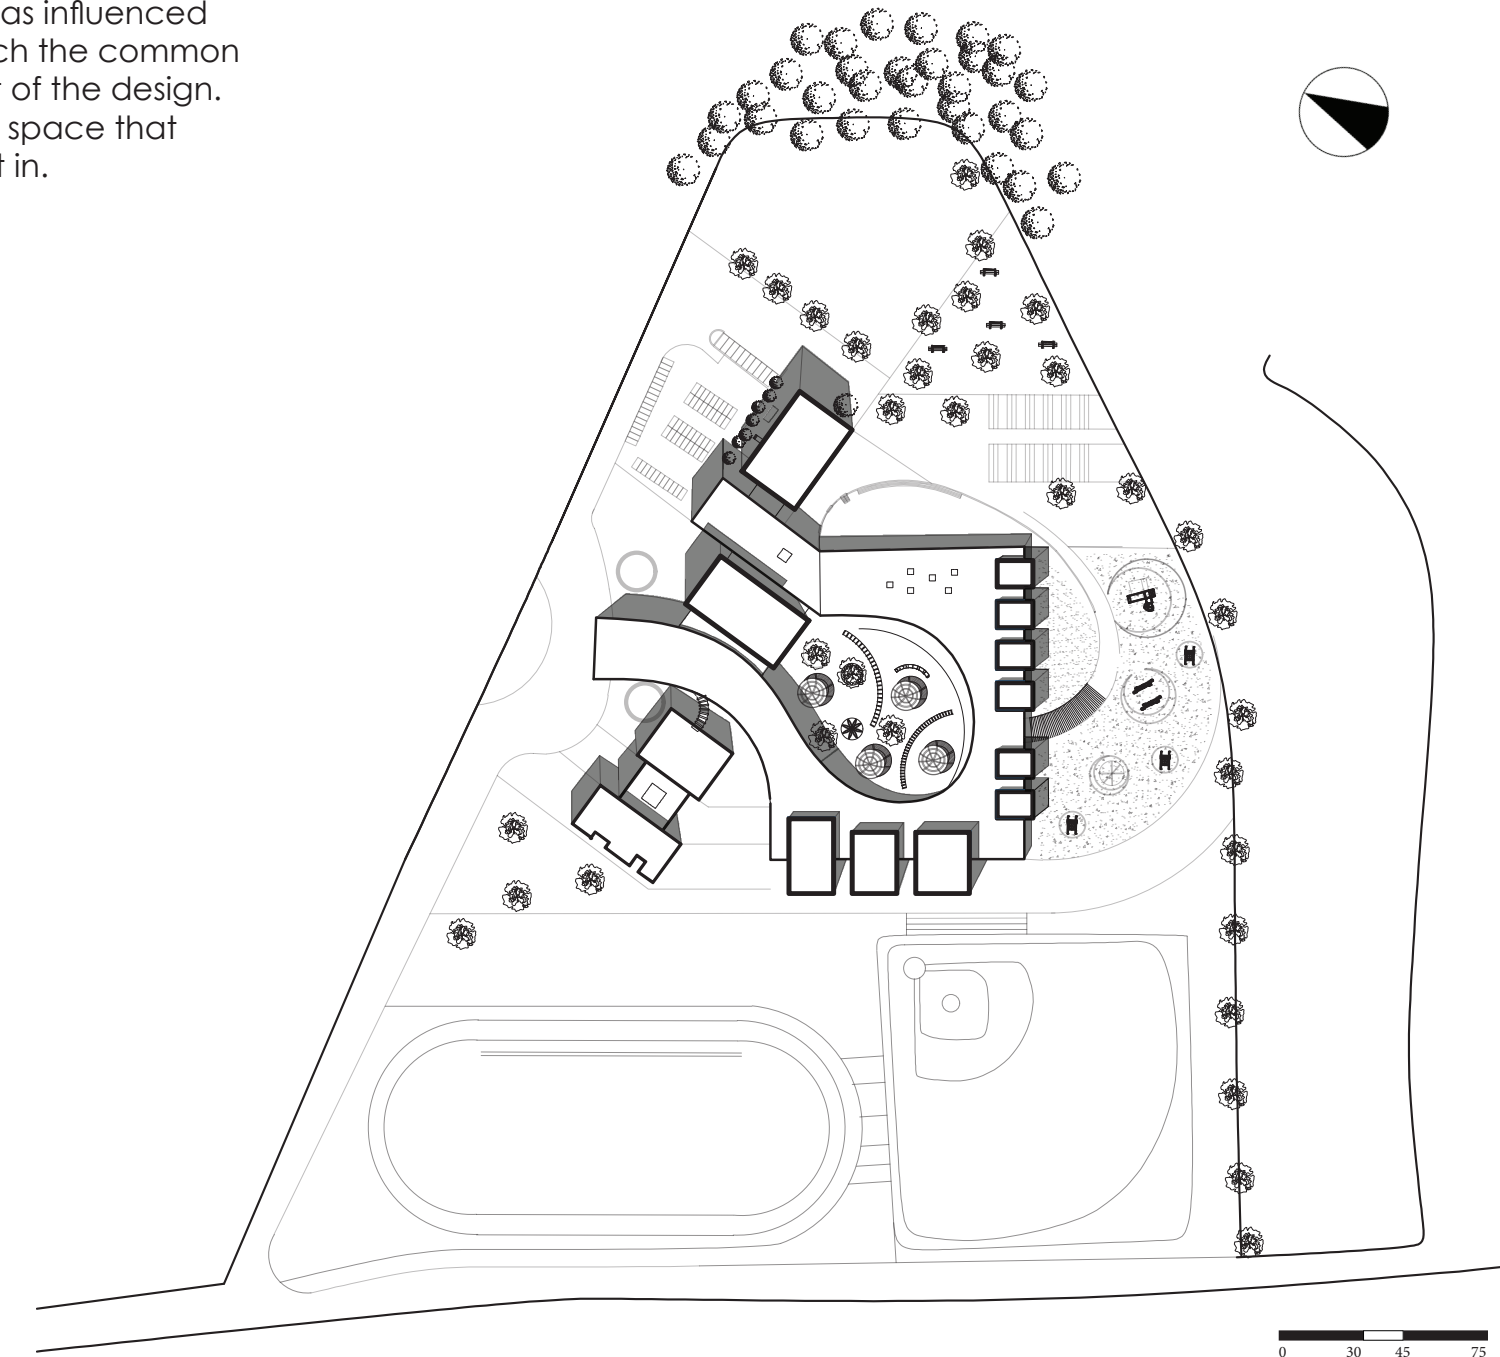 as influenced
ch the common
of the design.
space that
t in.
0 30 45 75